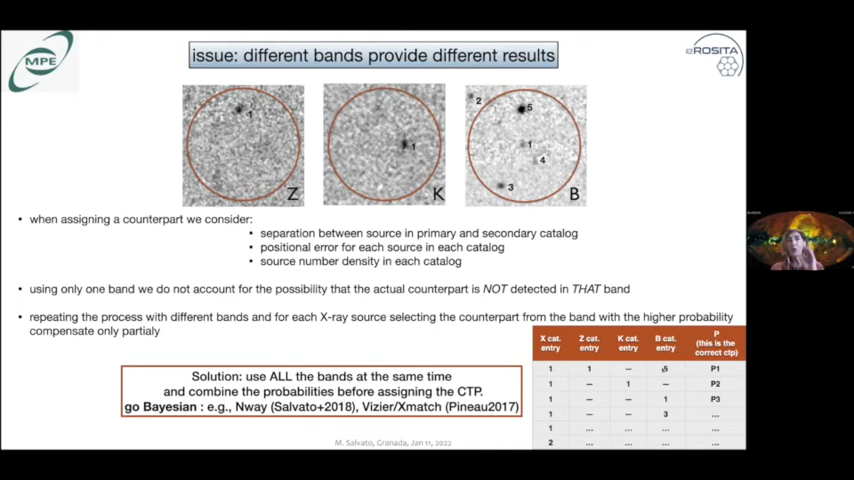 MPE
issue: different bands provide different results
eROSITA
1
Z
1
K
2
5
1
4
3
B
• when assigning a counterpart we consider:
• separation between source in primary and secondary catalog
• positional error for each source in each catalog
• source number density in each catalog
• using only one band we do not account for the possibility that the actual counterpart is NOT detected in THAT band
• repeating the process with different bands and for each X-ray source selecting the counterpart from the band with the higher probability
compensate only partialy
Solution: use ALL the bands at the same time
and combine the probabilities before assigning the CTP.
go Bayesian : e.g., Nway (Salvato+2018), Vizier/Xmatch (Pineau2017)
X cat. entry Z cat. entry K cat. entry B cat. entry P (this is the correct ctp)
1 1 — 5 P1
1 — 1 — P2
1 — — 1 P3
1 — — 3 ...
1 ... ... ... ...
2 ... ... ... ...
M. Salvato, Granada, Jan 11, 2022